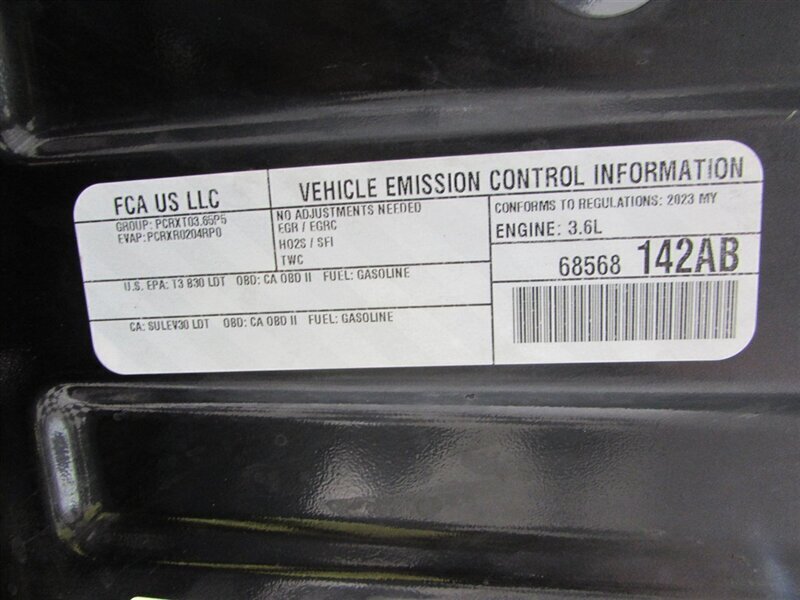 FCA US LLC
VEHICLE EMISSION CONTROL INFORMATION
GROUP: PCRXT03.65P5
EVAP: PCRXR0204RP0
NO ADJUSTMENTS NEEDED
EGR / EGRC
HO2S / SFI
TWC
CONFORMS TO REGULATIONS: 2023 MY
ENGINE: 3.6L
68568 142AB
U.S. EPA: T3 B30 LDT OBD: CA OBD II FUEL: GASOLINE
CA: SULEV30 LDT OBD: CA OBD II FUEL: GASOLINE